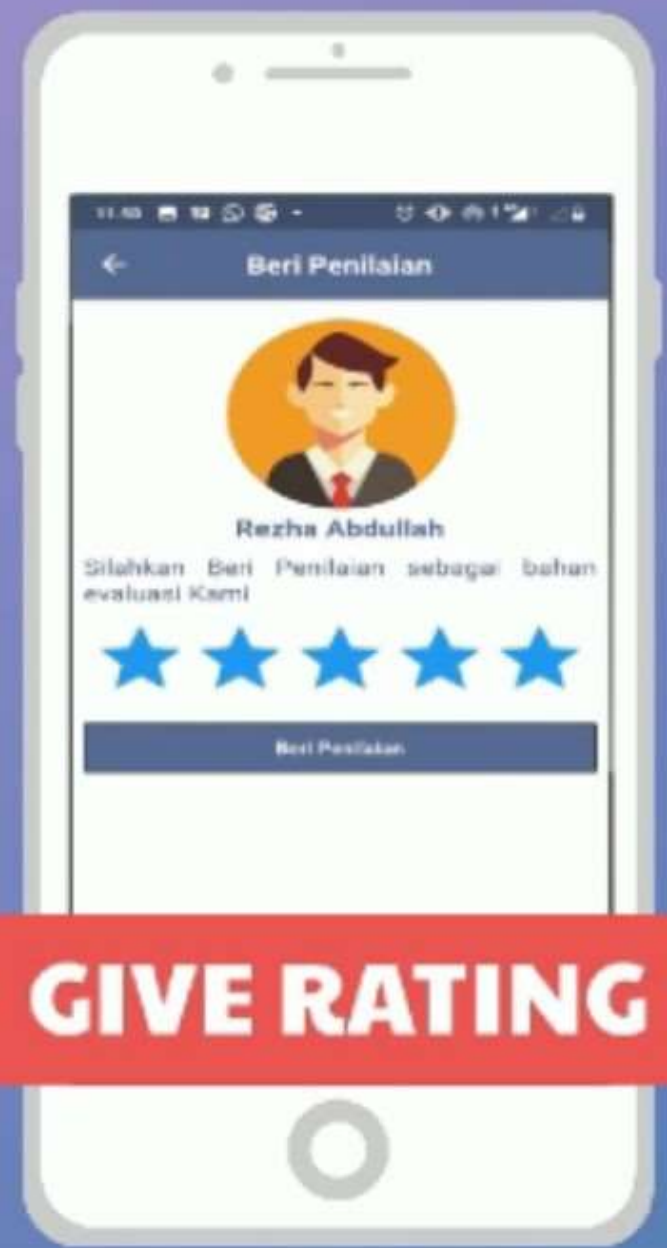 Beri Penilaian
Rezha Abdullah
Silahkan Beri Penilaian sebagai bahan
evaluasi Kami
Beri Penilaian
GIVE RATING